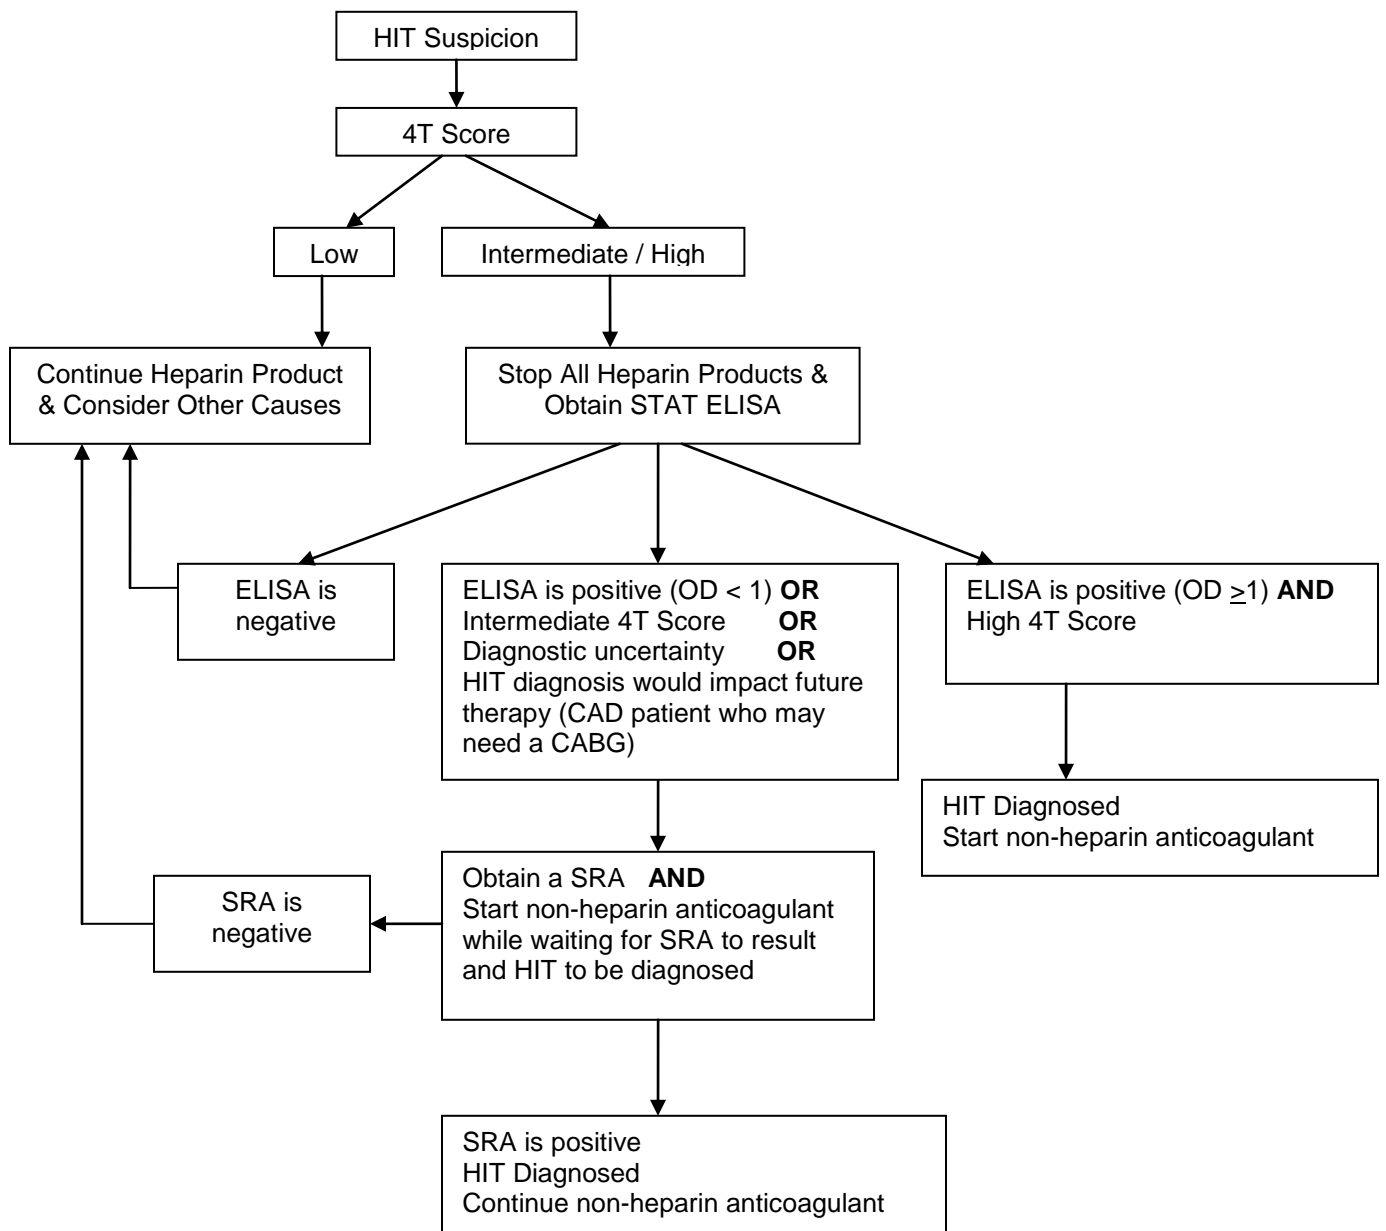 HIT Suspicion
4T Score
Low
Intermediate / High
Continue Heparin Product
& Consider Other Causes
Stop All Heparin Products &
Obtain STAT ELISA
ELISA is
negative
ELISA is positive (OD < 1) OR
Intermediate 4T Score OR
Diagnostic uncertainty OR
HIT diagnosis would impact future
therapy (CAD patient who may
need a CABG)
ELISA is positive (OD ≥1) AND
High 4T Score
HIT Diagnosed
Start non-heparin anticoagulant
SRA is
negative
Obtain a SRA AND
Start non-heparin anticoagulant
while waiting for SRA to result
and HIT to be diagnosed
SRA is positive
HIT Diagnosed
Continue non-heparin anticoagulant